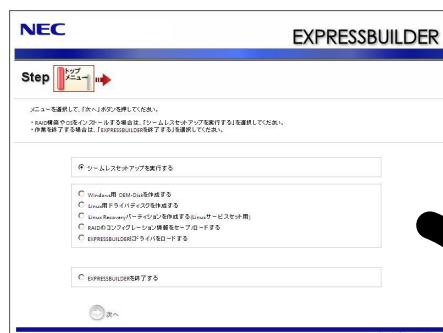 NEC
EXPRESSBUILDER
Step トップメニュー
メニューを選択して、「次へ」ボタンを押してください。
・RAID構築やOSをインストールする場合は、「シームレスセットアップを実行する」を選択してください。
・作業を終了する場合は、「EXPRESSBUILDERを終了する」を選択してください。
シームレスセットアップを実行する
Windows用 OEM-Diskを作成する
Linux用ドライバディスクを作成する
Linux Recoveryパーティションを作成する(Linuxサービスセット用)
RAIDのコンフィグレーション情報をセーブ/ロードする
EXPRESSBUILDERにドライバをロードする
EXPRESSBUILDERを終了する
次へ